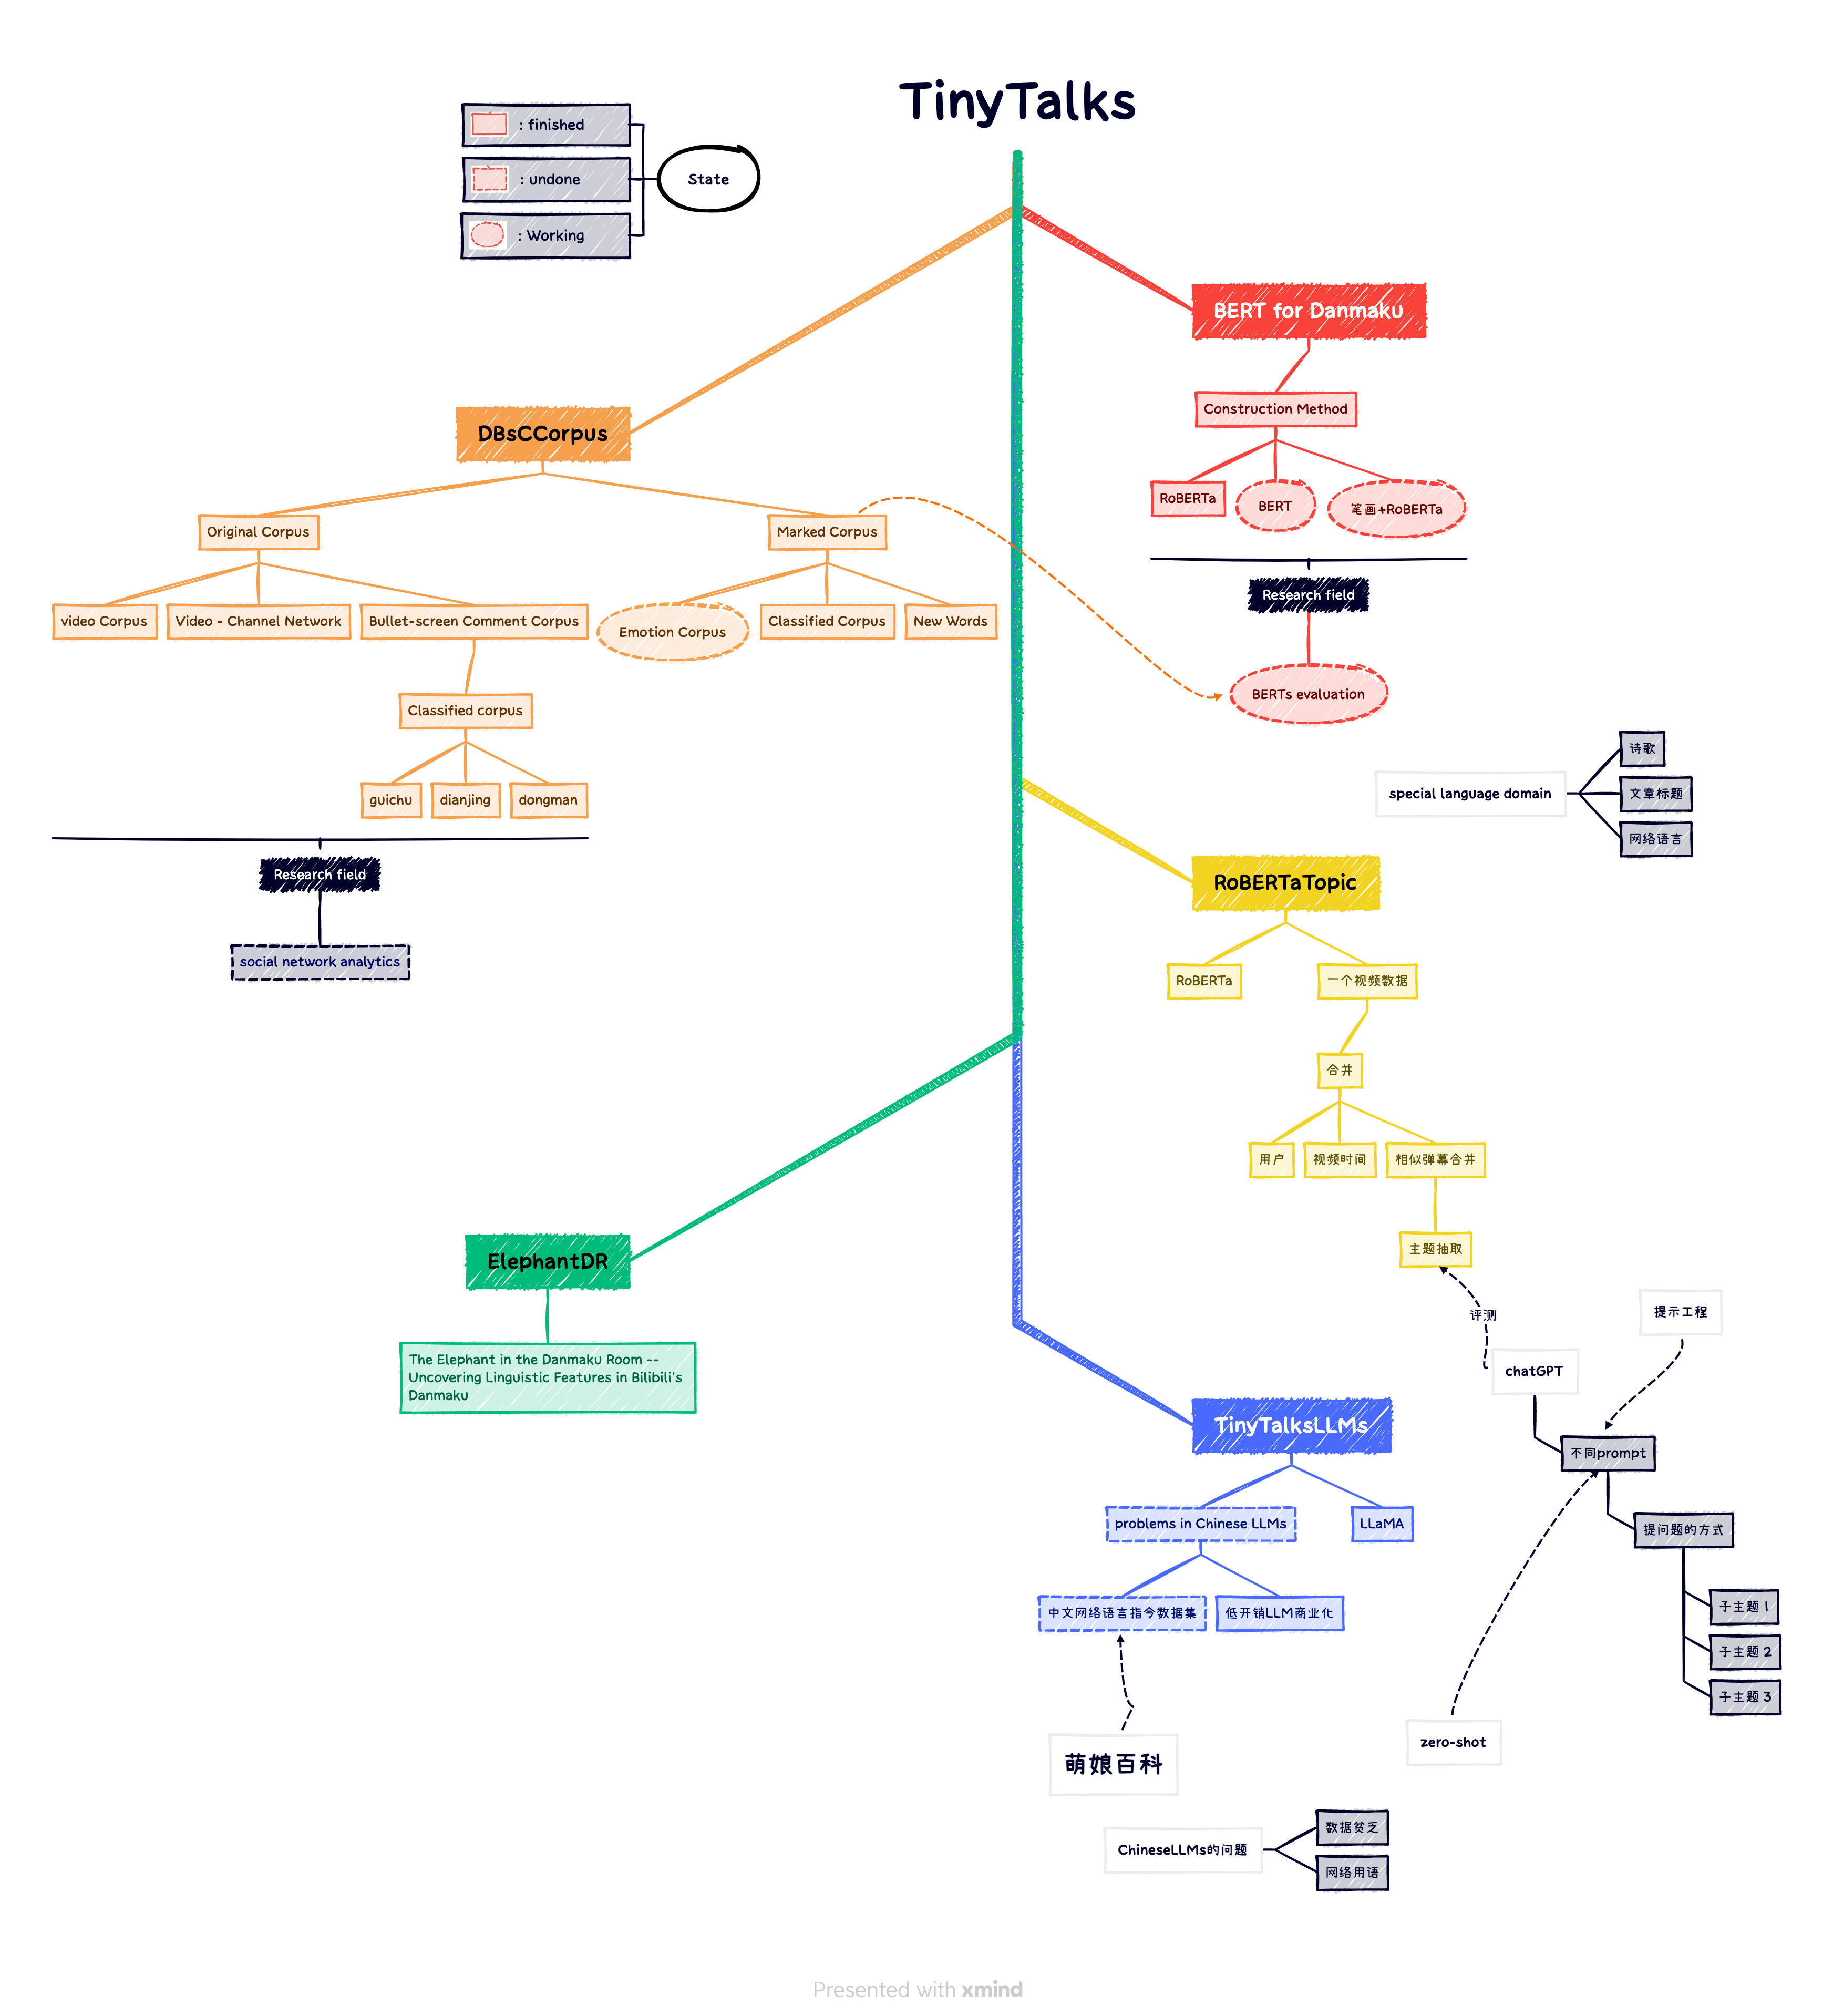 TinyTalks
: finished
: undone
: Working
State
BERT for Danmaku
Construction Method
RoBERTa
BERT
笔画+RoBERTa
Research field
BERTs evaluation
DBsCCorpus
Original Corpus
Marked Corpus
video Corpus
Video - Channel Network
Bullet-screen Comment Corpus
Emotion Corpus
Classified Corpus
New Words
Classified corpus
guichu
dianjing
dongman
Research field
social network analytics
special language domain
诗歌
文章标题
网络语言
RoBERTaTopic
RoBERTa
一个视频数据
合并
用户
视频时间
相似弹幕合并
主题抽取
评测
提示工程
chatGPT
不同prompt
提问题的方式
子主题 1
子主题 2
子主题 3
zero-shot
ElephantDR
The Elephant in the Danmaku Room --
Uncovering Linguistic Features in Bilibili's
Danmaku
TinyTalksLLMs
problems in Chinese LLMs
LLaMA
中文网络语言指令数据集
低开销LLM商业化
萌娘百科
ChineseLLMs的问题
数据贫乏
网络用语
Presented with xmind